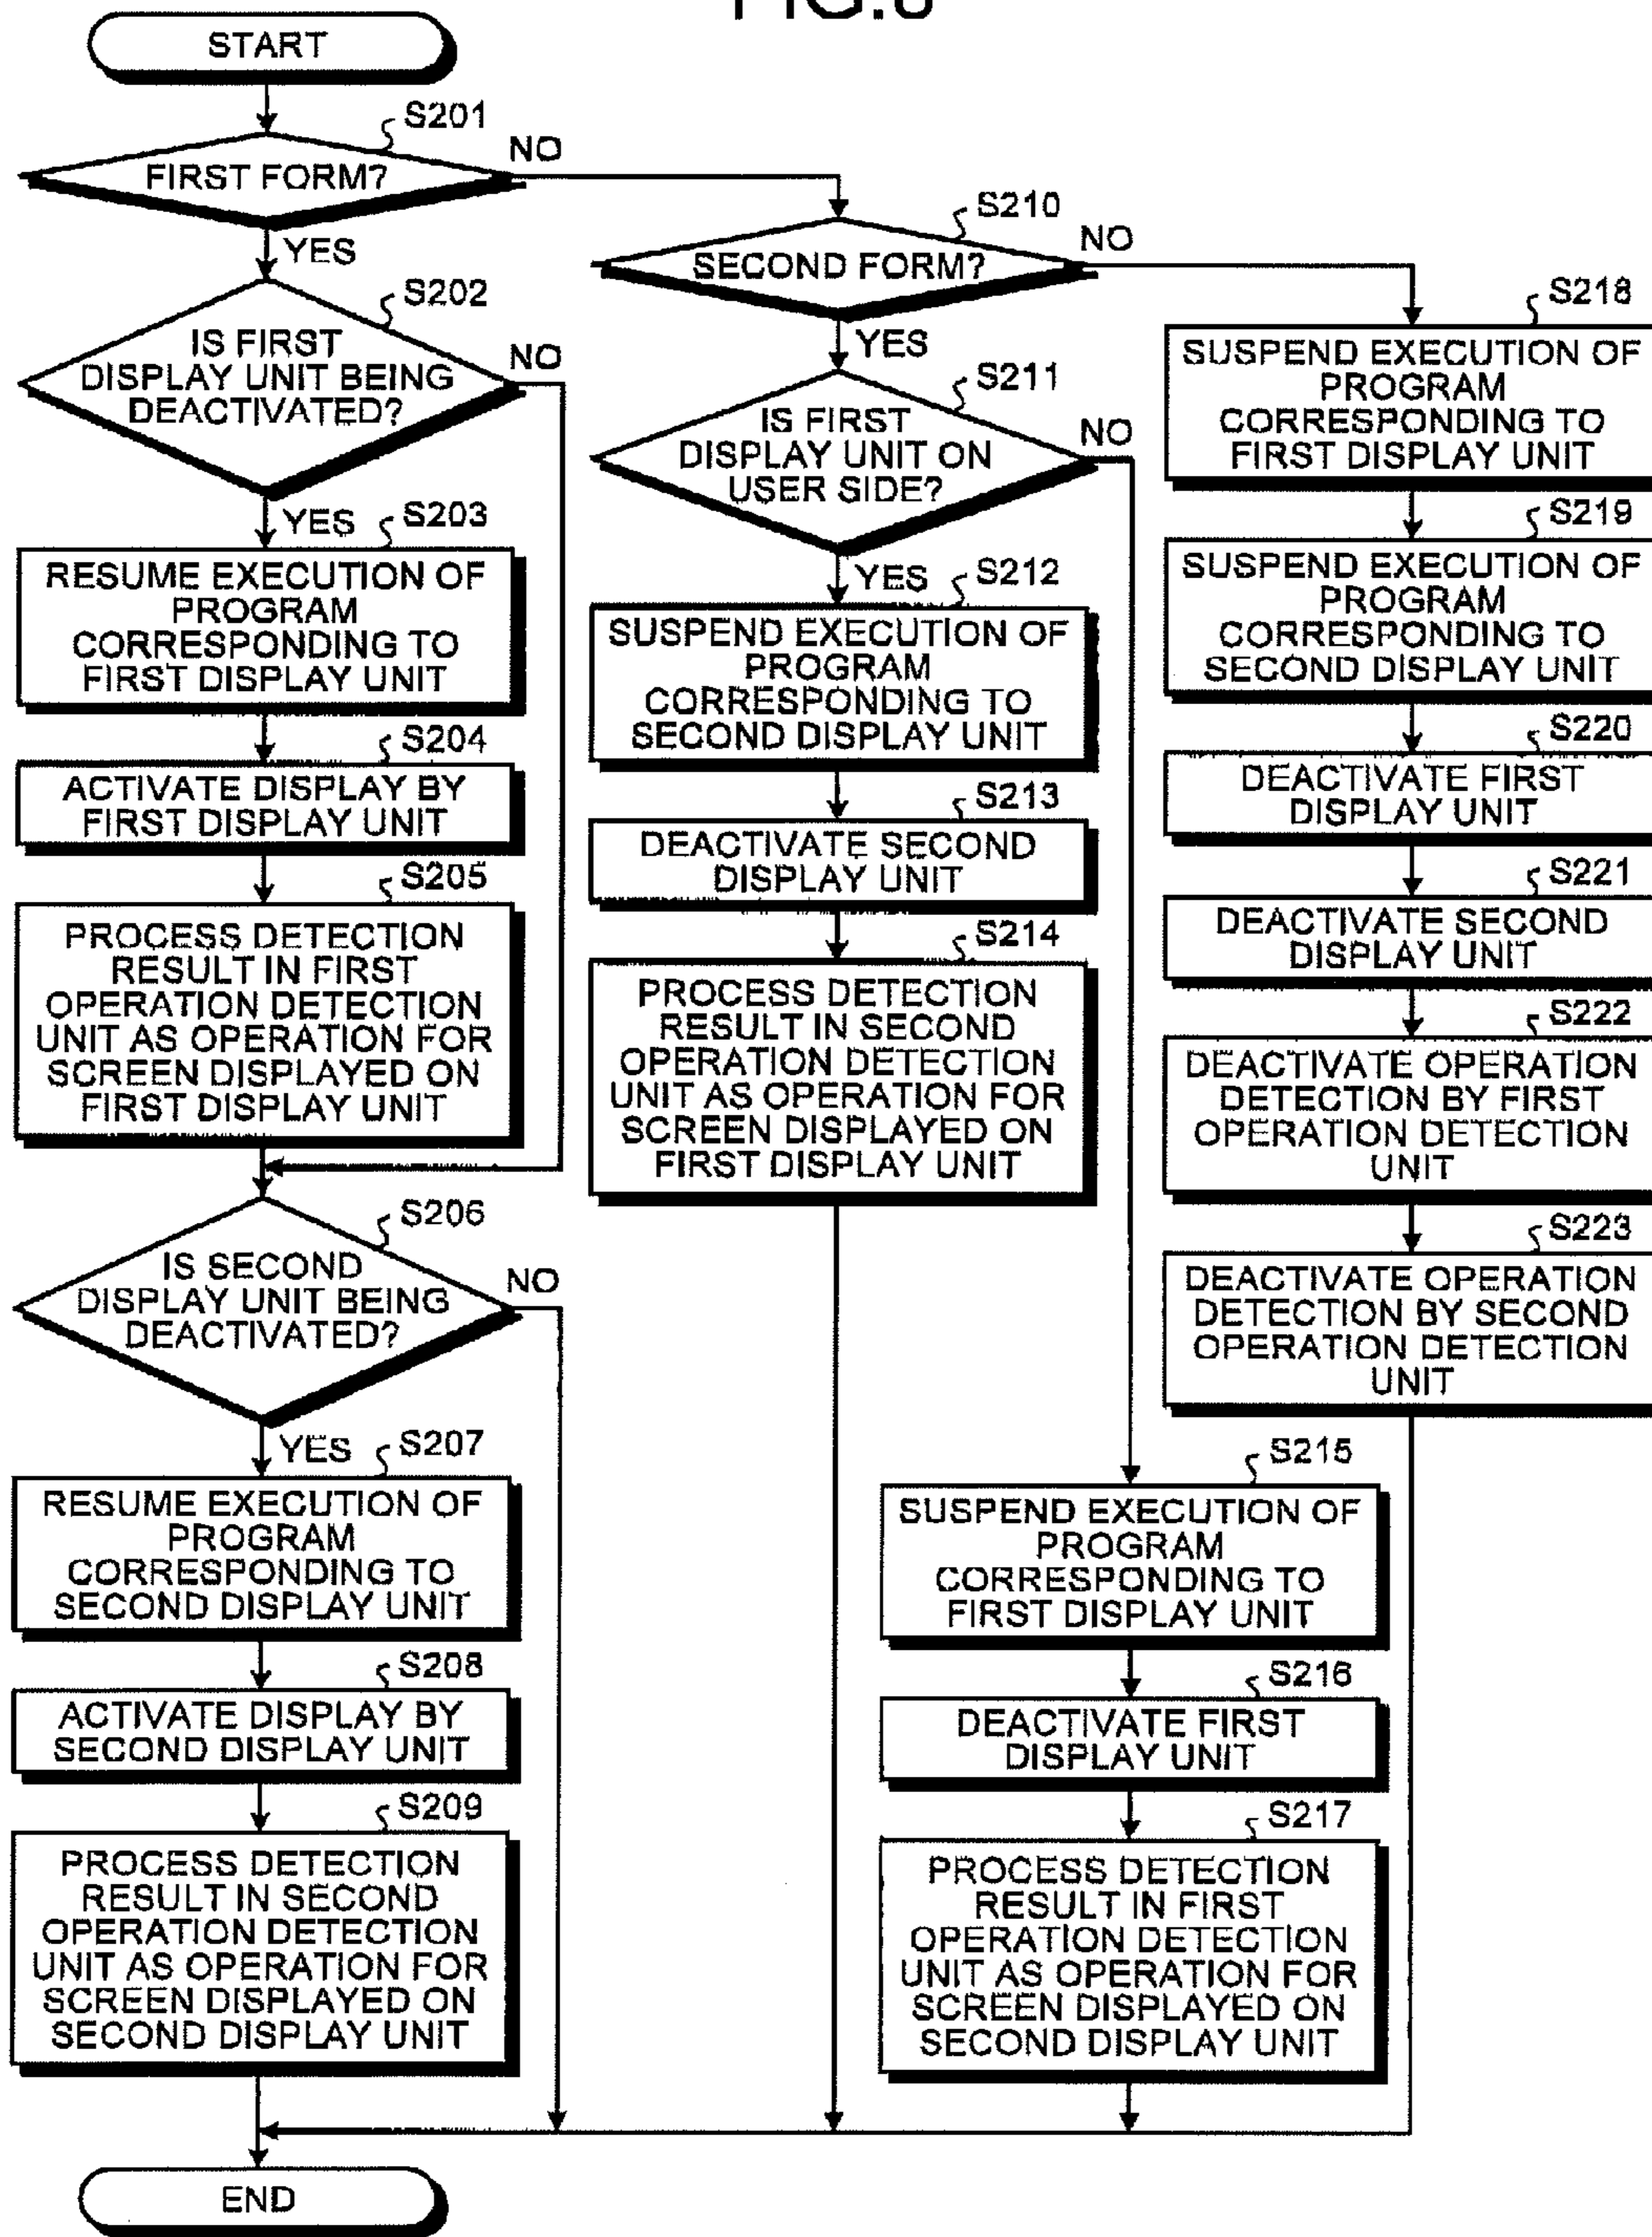 START
S201
FIRST FORM?
NO
YES
S202
IS FIRST
DISPLAY UNIT BEING
DEACTIVATED?
NO
YES
S203
RESUME EXECUTION OF
PROGRAM
CORRESPONDING TO
FIRST DISPLAY UNIT
S204
ACTIVATE DISPLAY BY
FIRST DISPLAY UNIT
S205
PROCESS DETECTION
RESULT IN FIRST
OPERATION DETECTION
UNIT AS OPERATION FOR
SCREEN DISPLAYED ON
FIRST DISPLAY UNIT
S206
IS SECOND
DISPLAY UNIT BEING
DEACTIVATED?
NO
YES
S207
RESUME EXECUTION OF
PROGRAM
CORRESPONDING TO
SECOND DISPLAY UNIT
S208
ACTIVATE DISPLAY BY
SECOND DISPLAY UNIT
S209
PROCESS DETECTION
RESULT IN SECOND
OPERATION DETECTION
UNIT AS OPERATION FOR
SCREEN DISPLAYED ON
SECOND DISPLAY UNIT
END
S210
SECOND FORM?
NO
YES
S211
IS FIRST
DISPLAY UNIT ON
USER SIDE?
NO
YES
S212
SUSPEND EXECUTION OF
PROGRAM
CORRESPONDING TO
SECOND DISPLAY UNIT
S213
DEACTIVATE SECOND
DISPLAY UNIT
S214
PROCESS DETECTION
RESULT IN SECOND
OPERATION DETECTION
UNIT AS OPERATION FOR
SCREEN DISPLAYED ON
FIRST DISPLAY UNIT
S215
SUSPEND EXECUTION OF
PROGRAM
CORRESPONDING TO
FIRST DISPLAY UNIT
S216
DEACTIVATE FIRST
DISPLAY UNIT
S217
PROCESS DETECTION
RESULT IN FIRST
OPERATION DETECTION
UNIT AS OPERATION FOR
SCREEN DISPLAYED ON
SECOND DISPLAY UNIT
S218
SUSPEND EXECUTION OF
PROGRAM
CORRESPONDING TO
FIRST DISPLAY UNIT
S219
SUSPEND EXECUTION OF
PROGRAM
CORRESPONDING TO
SECOND DISPLAY UNIT
S220
DEACTIVATE FIRST
DISPLAY UNIT
S221
DEACTIVATE SECOND
DISPLAY UNIT
S222
DEACTIVATE OPERATION
DETECTION BY FIRST
OPERATION DETECTION
UNIT
S223
DEACTIVATE OPERATION
DETECTION BY SECOND
OPERATION DETECTION
UNIT